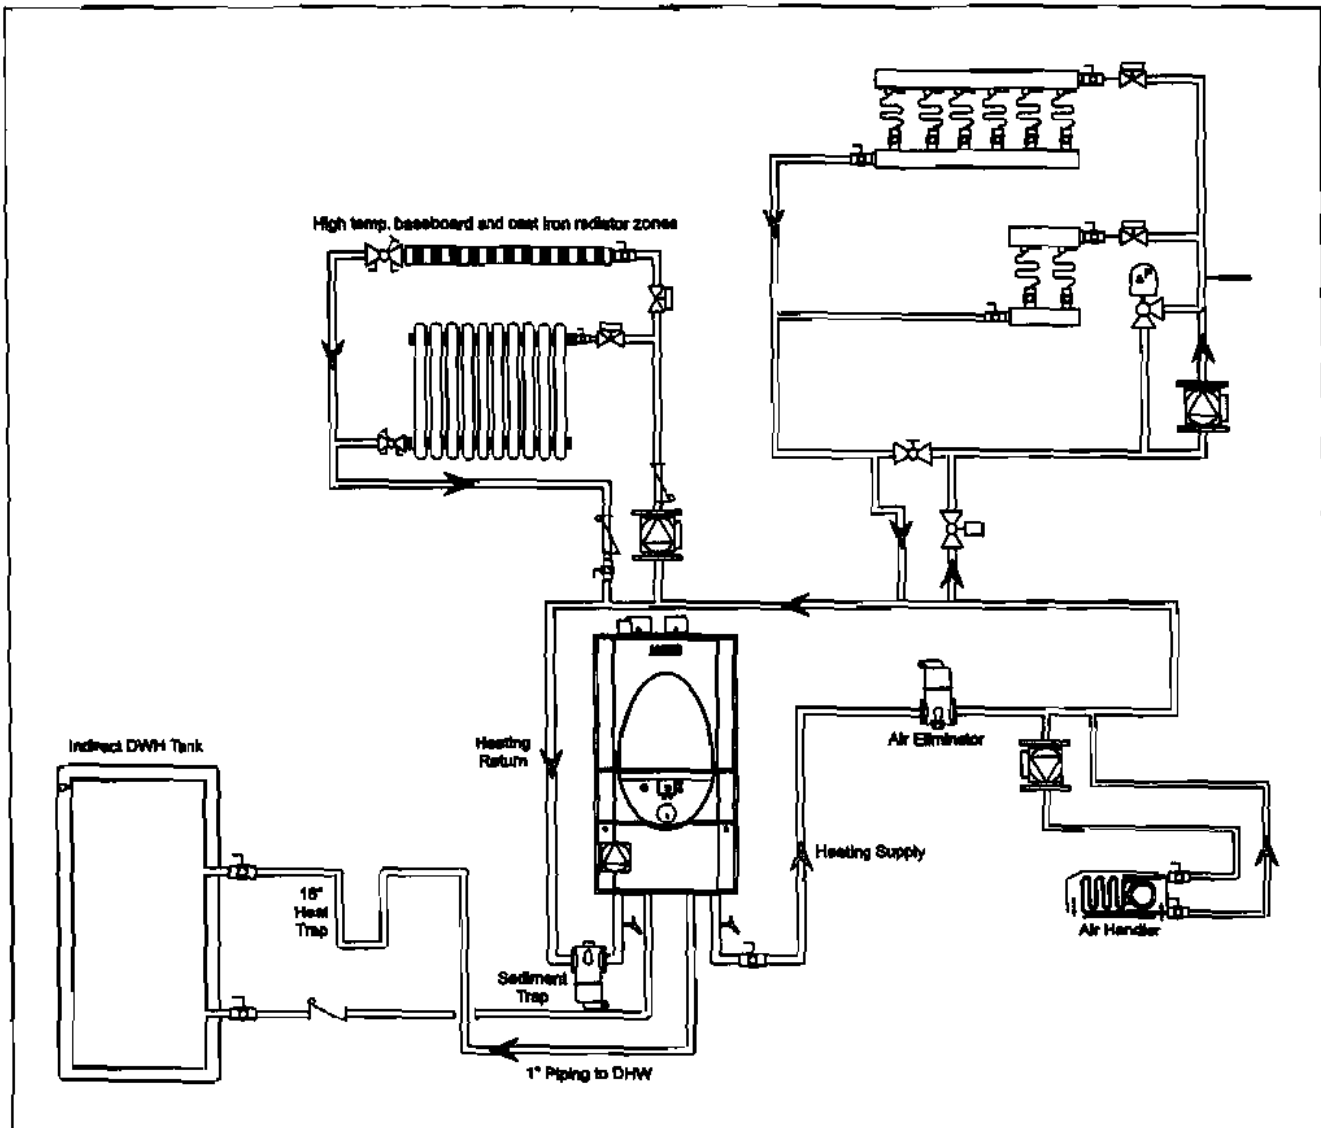 High temp. baseboard and cast iron radiator zones
Indirect DWH Tank
Heating
Return
Air Eliminator
Heating Supply
18"
Heat
Trap
Air Handler
Sediment
Trap
1" Piping to DHW